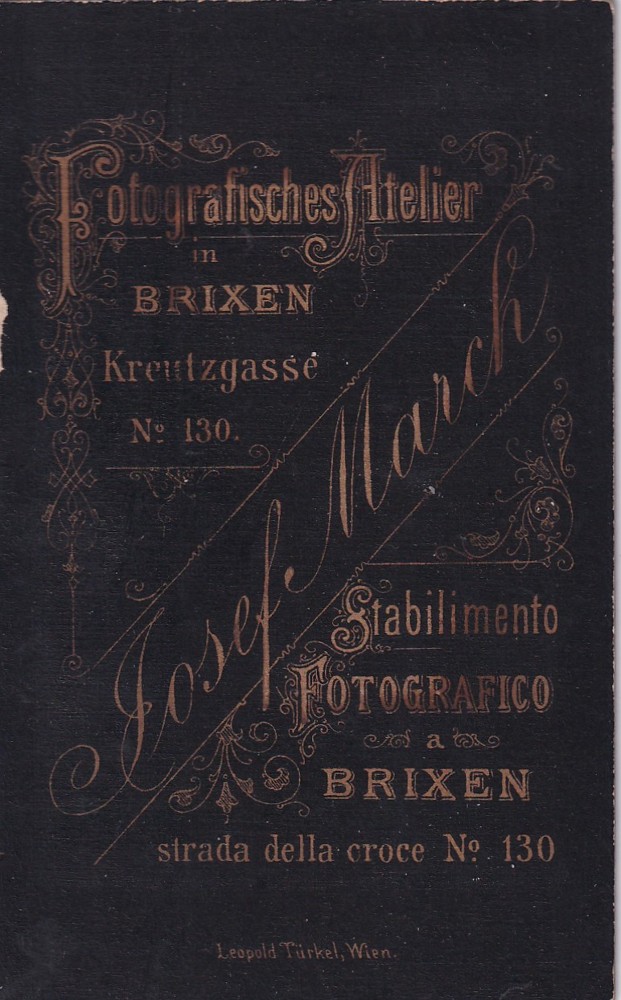 Fotografisches Atelier
in
BRIXEN
Kreutzgasse
Nº 130.
Josef March
Stabilimento
FOTOGRAFICO
a
BRIXEN
strada della croce Nº 130
Leopold Türkel, Wien.